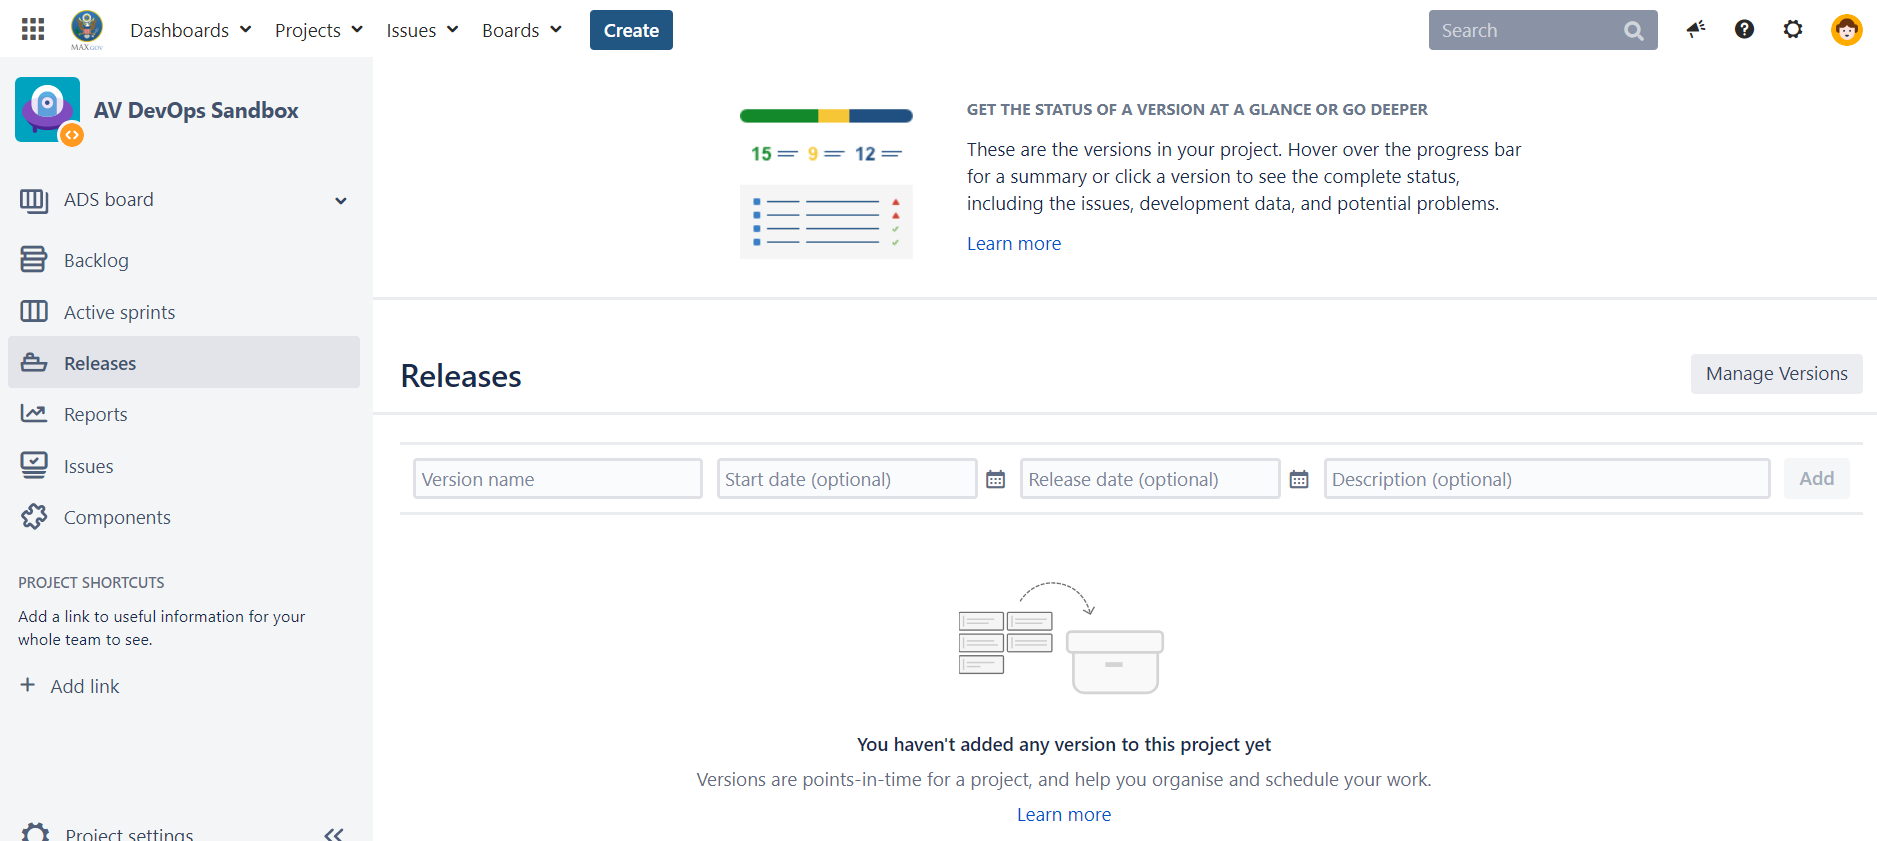 MAX.GOV
Dashboards
Projects
Issues
Boards
Create
Search
AV DevOps Sandbox
ADS board
Backlog
Active sprints
Releases
Reports
Issues
Components
PROJECT SHORTCUTS
Add a link to useful information for your
whole team to see.
+ Add link
Project settings
15 9 12
GET THE STATUS OF A VERSION AT A GLANCE OR GO DEEPER
These are the versions in your project. Hover over the progress bar
for a summary or click a version to see the complete status,
including the issues, development data, and potential problems.
Learn more
Releases
Manage Versions
Version name
Start date (optional)
Release date (optional)
Description (optional)
Add
You haven't added any version to this project yet
Versions are points-in-time for a project, and help you organise and schedule your work.
Learn more